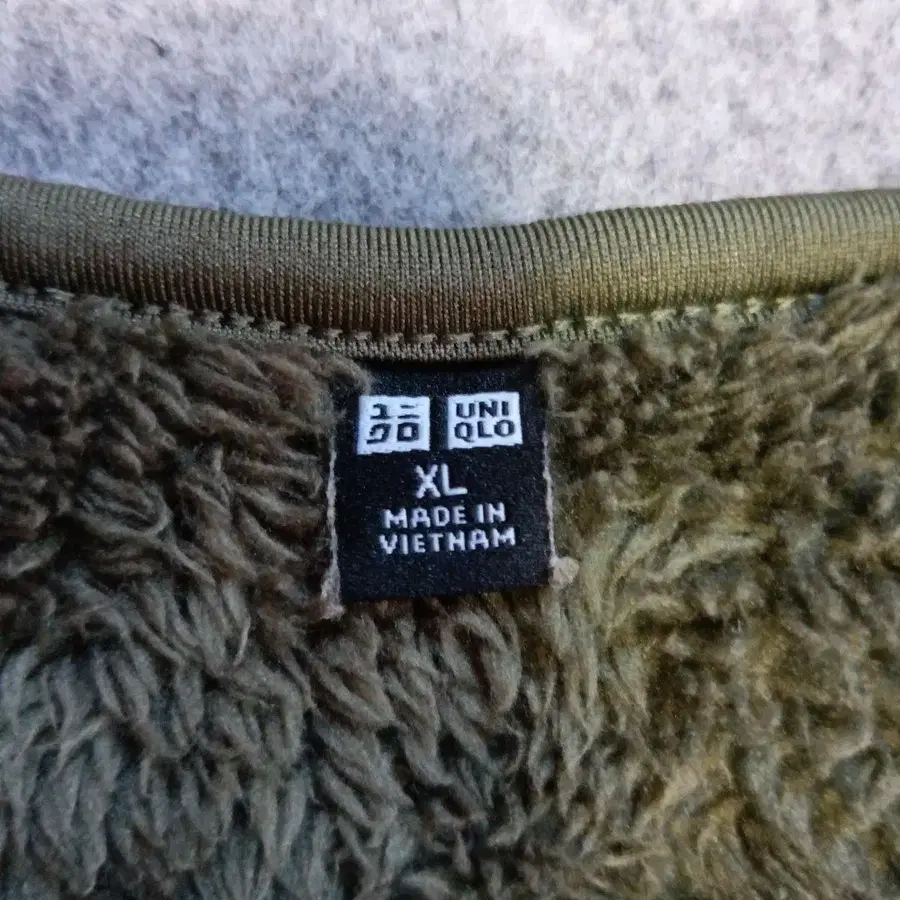 ユニ UNI
クロ QLO
XL
MADE IN
VIETNAM